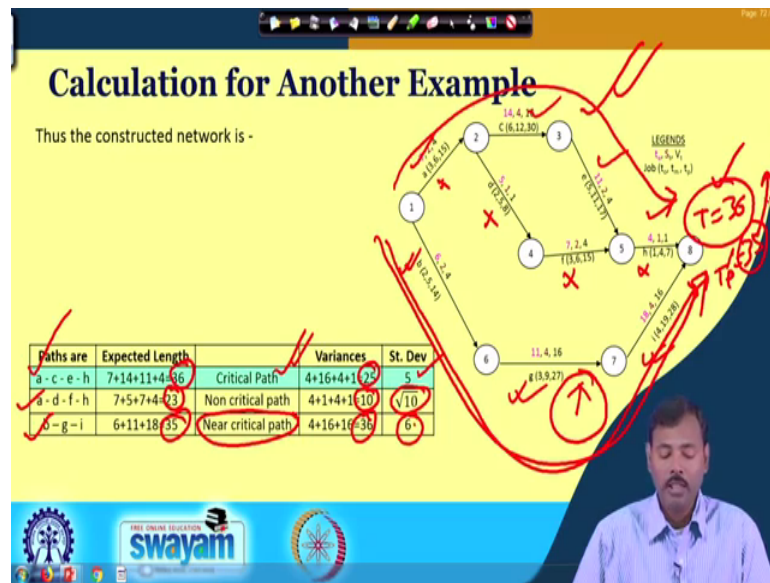 Page 72
Calculation for Another Example
Thus the constructed network is -
LEGENDS
Job (to, tm, tp)
T=36
1
2
3
4
5
6
7
8
2, 4
a (3,6,15)
14, 4, 16
C (6,12,30)
5, 1, 1
d (2,5,8)
11, 2, 4
e (5,11,17)
7, 2, 4
f (3,6,15)
4, 1, 1
h (1,4,7)
6, 2, 4
b (2,5,14)
11, 4, 16
g (3,9,27)
18, 4, 16
i (4,19,28)
Paths are Expected Length Variances St. Dev
a - c - e - h 7+14+11+4=36 Critical Path 4+16+4+1=25 5
a - d - f - h 7+5+7+4=23 Non critical path 4+1+4+1=10 √10
b – g – i 6+11+18=35 Near critical path 4+16+16=36 6
FREE ONLINE EDUCATION
swayam